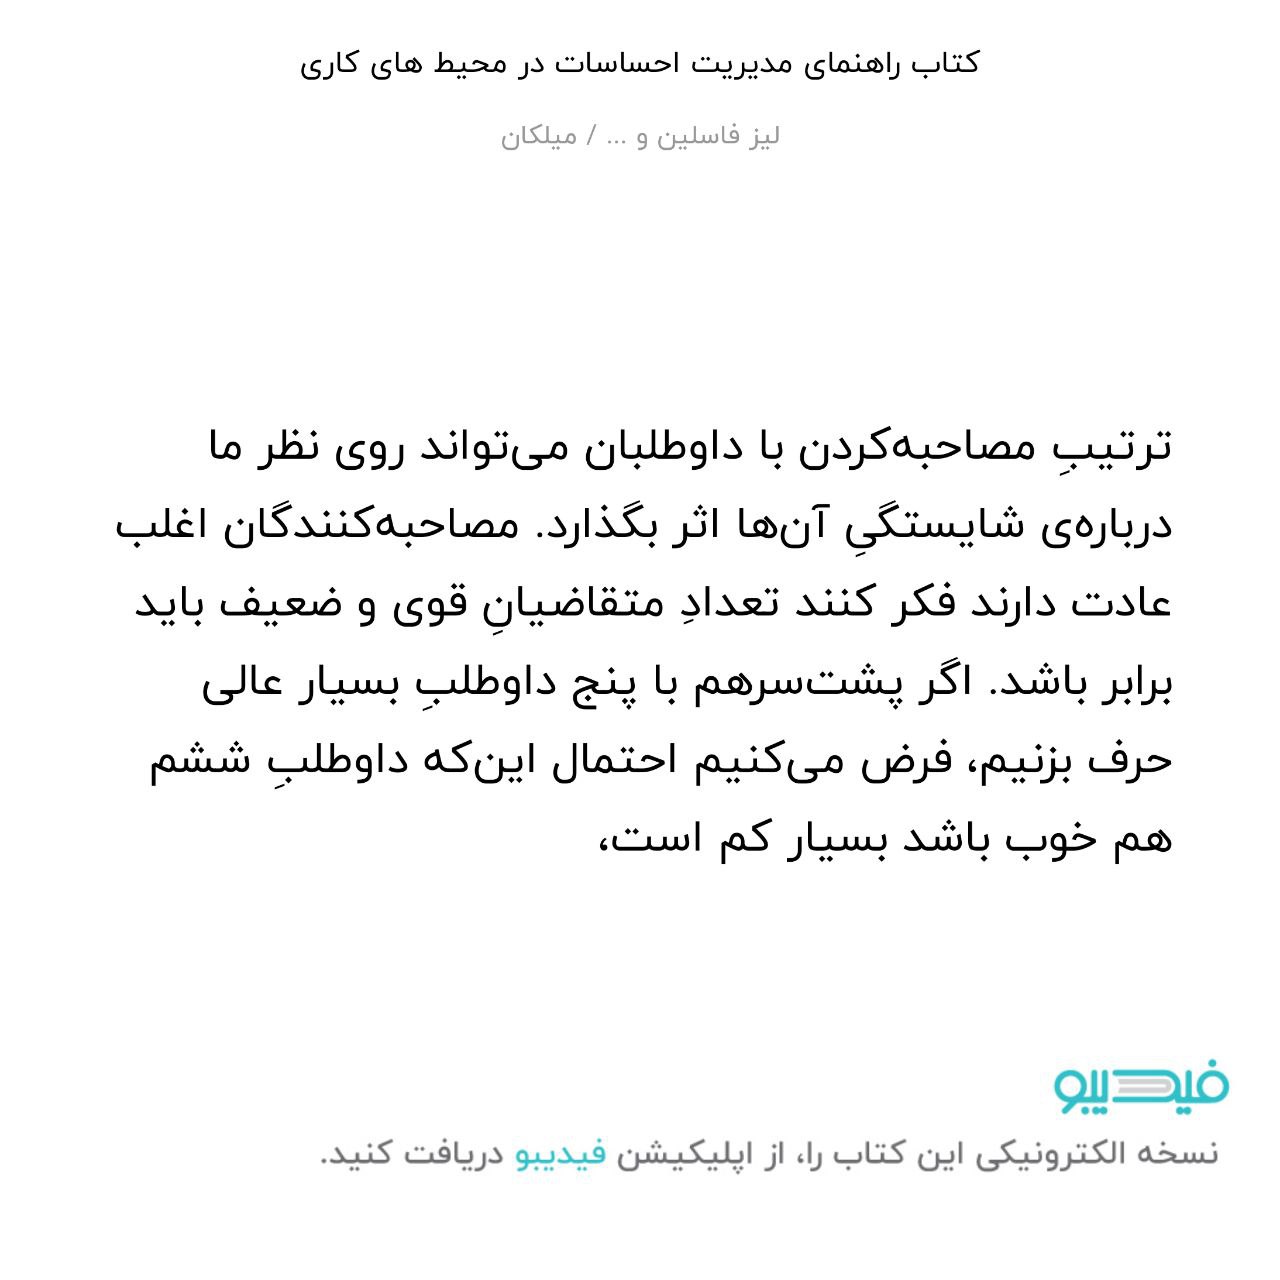 کتاب راهنمای مدیریت احساسات در محیط های کاری
لیز فاسلین و ... / میلکان
ترتیبِ مصاحبه‌کردن با داوطلبان می‌تواند روی نظر ما
درباره‌ی شایستگیِ آن‌ها اثر بگذارد. مصاحبه‌کنندگان اغلب
عادت دارند فکر کنند تعدادِ متقاضیانِ قوی و ضعیف باید
برابر باشد. اگر پشت‌سرهم با پنج داوطلبِ بسیار عالی
حرف بزنیم، فرض می‌کنیم احتمال این‌که داوطلبِ ششم
هم خوب باشد بسیار کم است،
فیدیبو
نسخه الکترونیکی این کتاب را، از اپلیکیشن فیدیبو دریافت کنید.